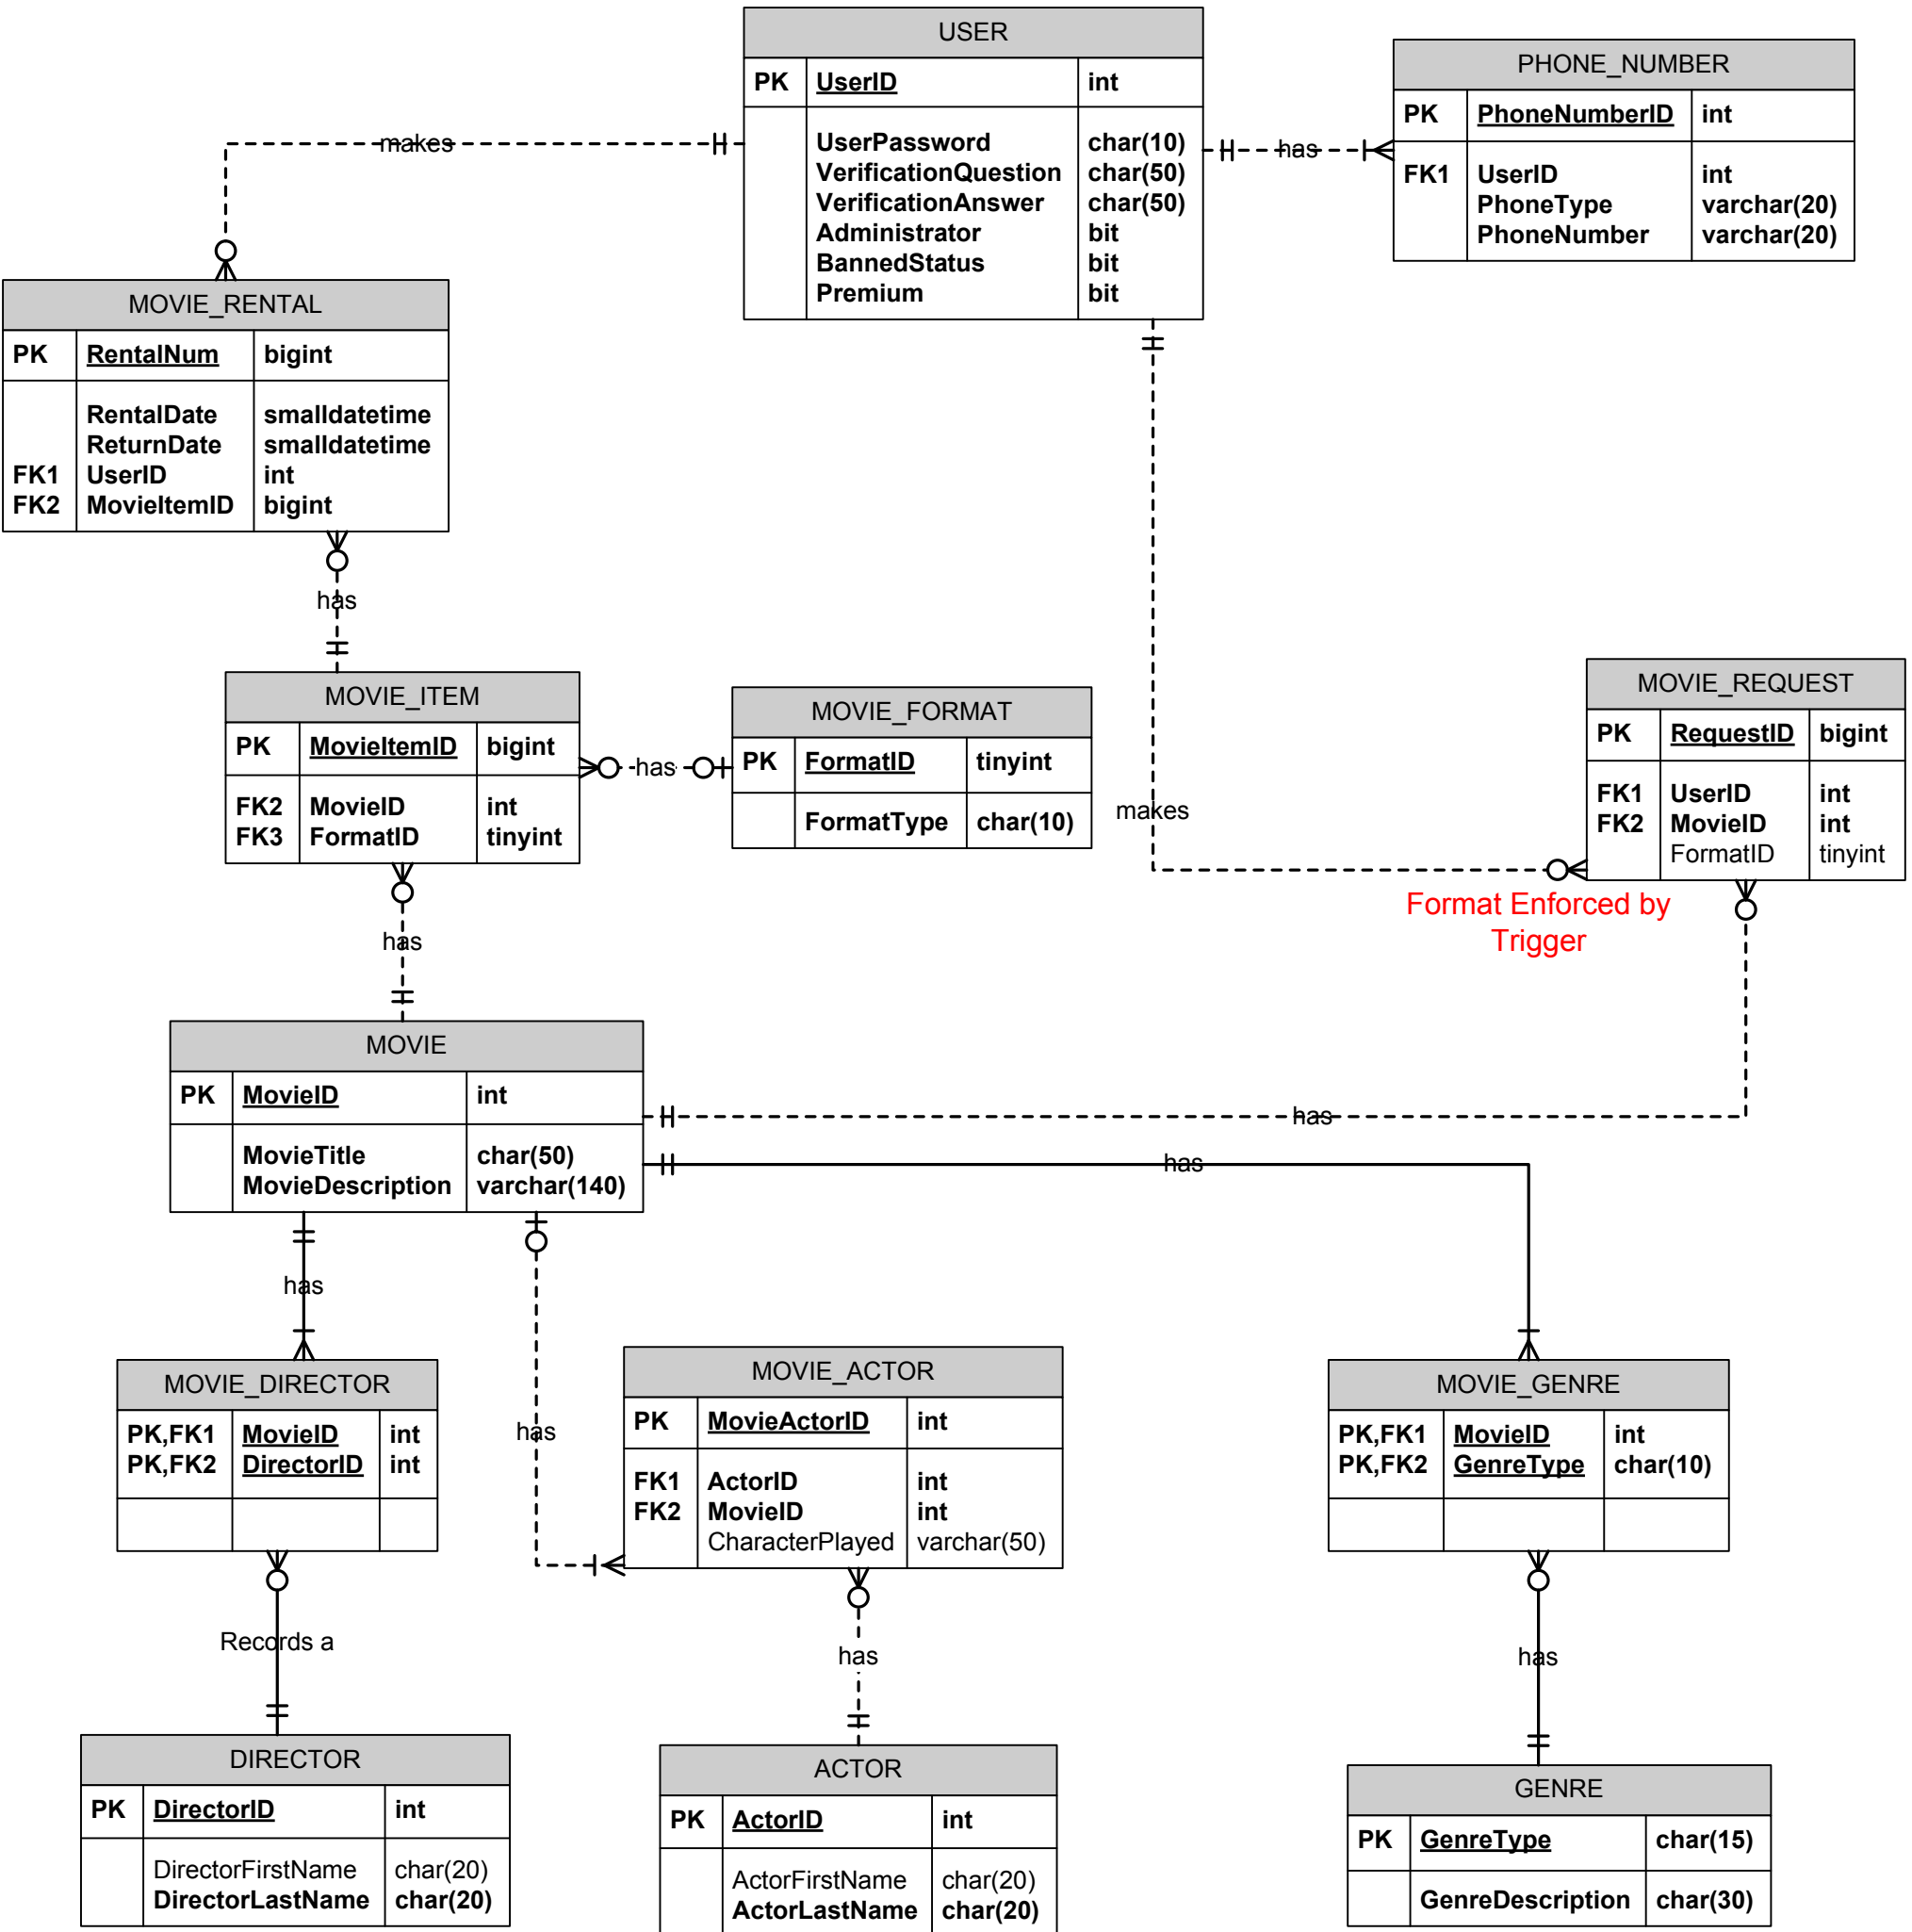 USER
PK UserID int
UserPassword char(10)
VerificationQuestion char(50)
VerificationAnswer char(50)
Administrator bit
BannedStatus bit
Premium bit
PHONE_NUMBER
PK PhoneNumberID int
FK1 UserID int
PhoneType varchar(20)
PhoneNumber varchar(20)
makes
has
MOVIE_RENTAL
PK RentalNum bigint
RentalDate smalldatetime
ReturnDate smalldatetime
FK1 UserID int
FK2 MovieItemID bigint
has
MOVIE_ITEM
PK MovieItemID bigint
FK2 MovieID int
FK3 FormatID tinyint
has
MOVIE_FORMAT
PK FormatID tinyint
FormatType char(10)
makes
MOVIE_REQUEST
PK RequestID bigint
FK1 UserID int
FK2 MovieID int
FormatID tinyint
Format Enforced by
Trigger
has
MOVIE
PK MovieID int
MovieTitle char(50)
MovieDescription varchar(140)
has
has
has
has
MOVIE_DIRECTOR
PK,FK1 MovieID int
PK,FK2 DirectorID int
MOVIE_ACTOR
PK MovieActorID int
FK1 ActorID int
FK2 MovieID int
CharacterPlayed varchar(50)
MOVIE_GENRE
PK,FK1 MovieID int
PK,FK2 GenreType char(10)
Records a
has
has
DIRECTOR
PK DirectorID int
DirectorFirstName char(20)
DirectorLastName char(20)
ACTOR
PK ActorID int
ActorFirstName char(20)
ActorLastName char(20)
GENRE
PK GenreType char(15)
GenreDescription char(30)